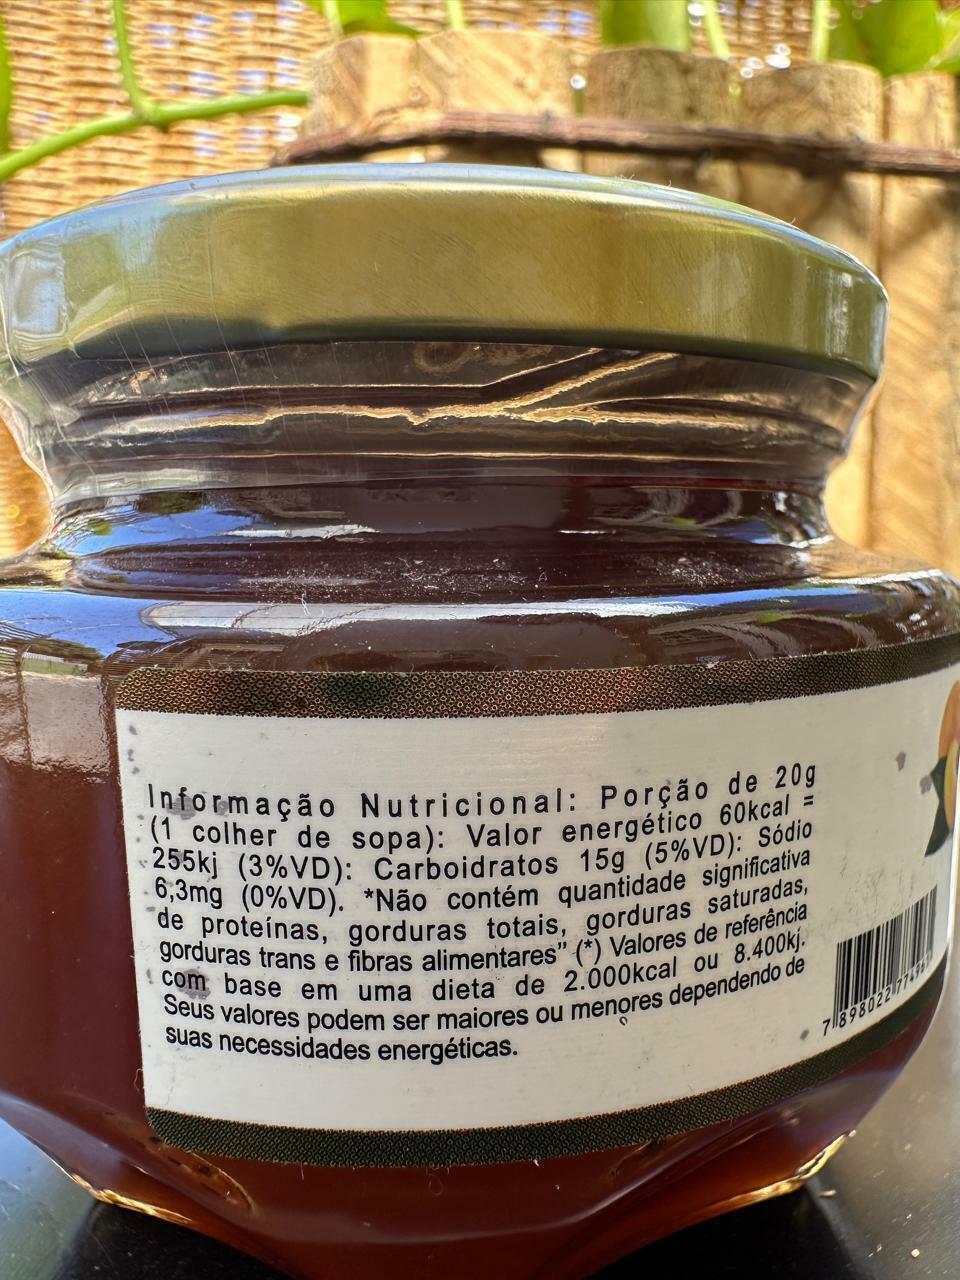 Informação Nutricional: Porção de 20g
(1 colher de sopa): Valor energético 60kcal =
255kj (3%VD): Carboidratos 15g (5%VD): Sódio
6,3mg (0%VD). *Não contém quantidade significativa
de proteínas, gorduras totais, gorduras saturadas,
gorduras trans e fibras alimentares” (*) Valores de referência
com base em uma dieta de 2.000kcal ou 8.400kj.
Seus valores podem ser maiores ou menores dependendo de
suas necessidades energéticas.
7 898022